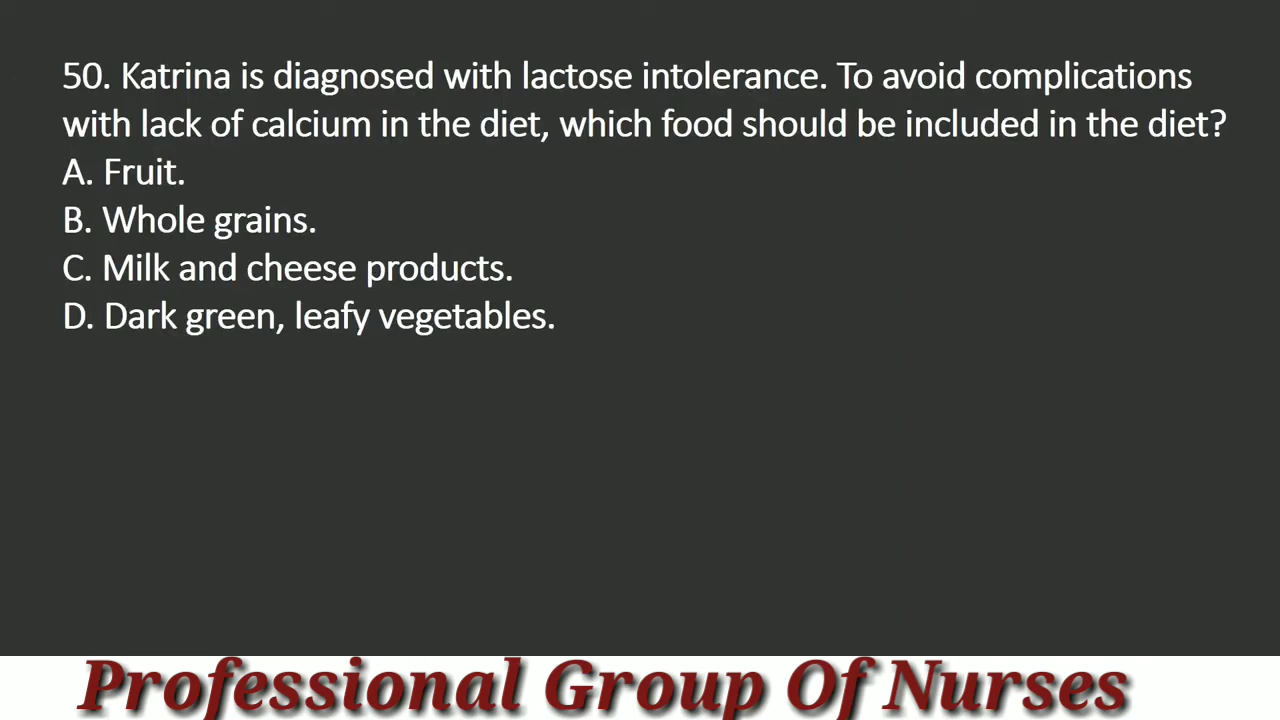 50. Katrina is diagnosed with lactose intolerance. To avoid complications
with lack of calcium in the diet, which food should be included in the diet?
A. Fruit.
B. Whole grains.
C. Milk and cheese products.
D. Dark green, leafy vegetables.
Professional Group Of Nurses